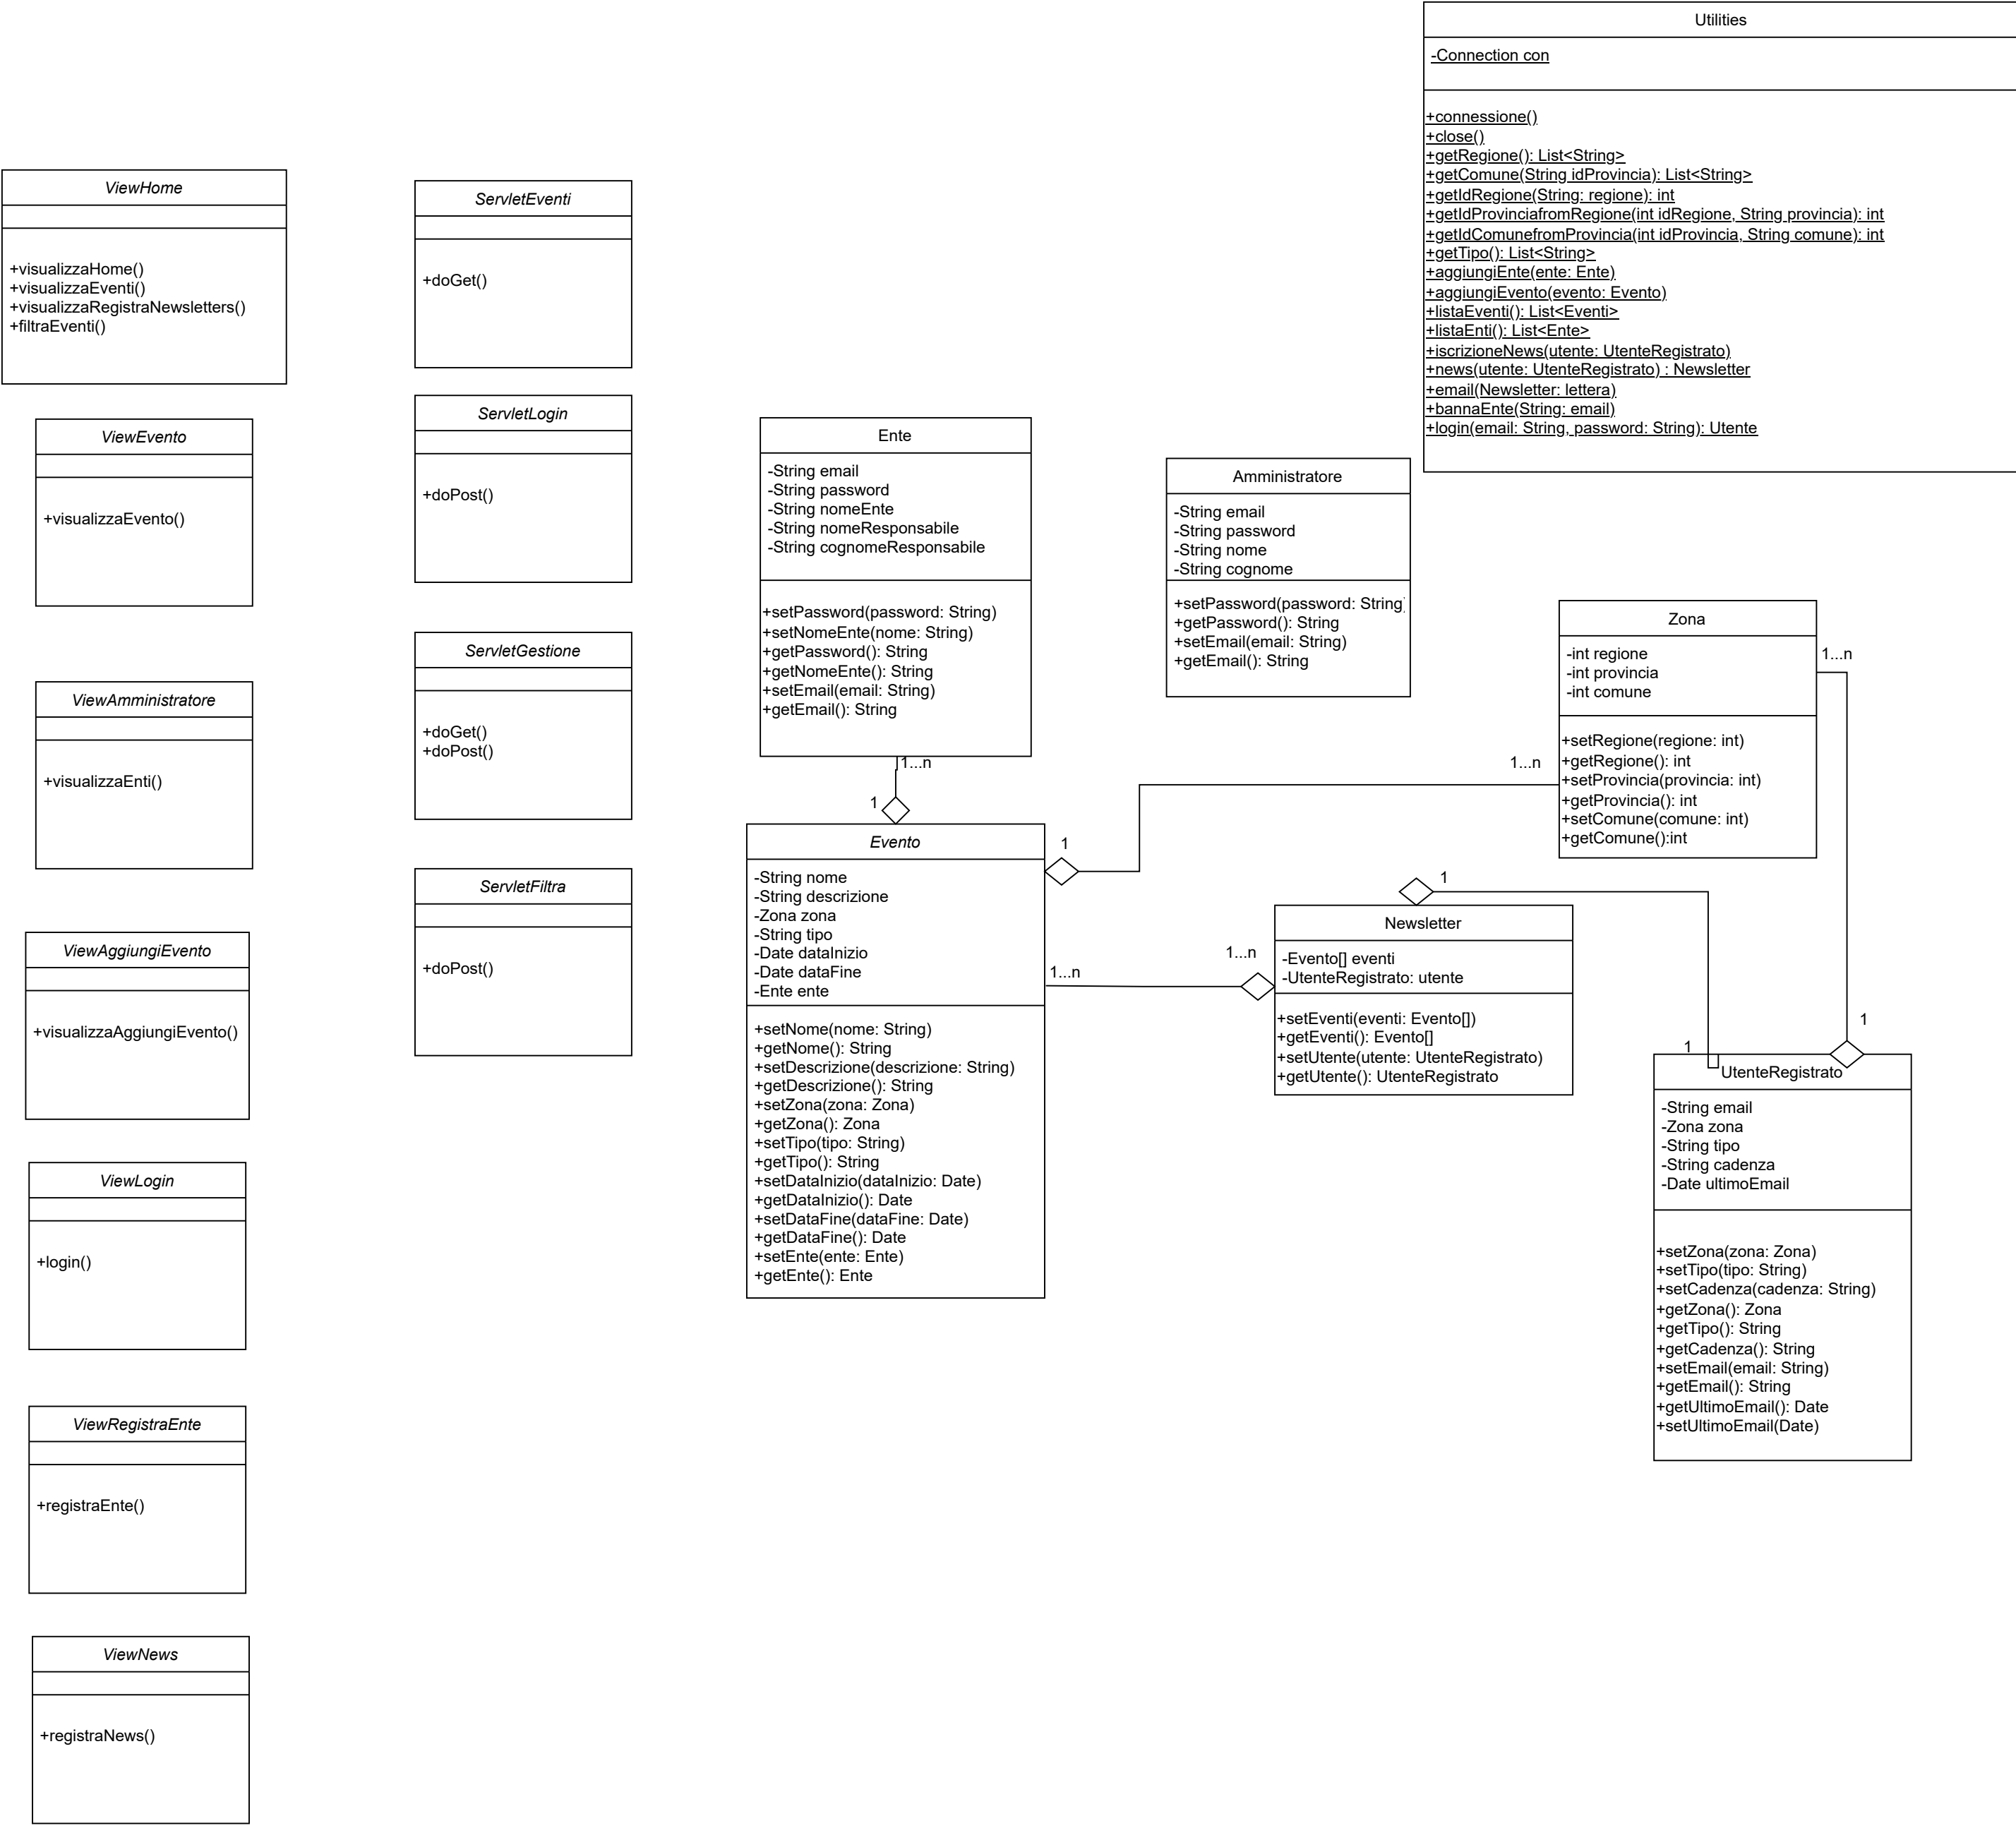 Utilities
-Connection con
+connessione()
+close()
+getRegione(): List<String>
+getComune(String idProvincia): List<String>
+getIdRegione(String: regione): int
+getIdProvinciafromRegione(int idRegione, String provincia): int
+getIdComunefromProvincia(int idProvincia, String comune): int
+getTipo(): List<String>
+aggiungiEnte(ente: Ente)
+aggiungiEvento(evento: Evento)
+listaEventi(): List<Eventi>
+listaEnti(): List<Ente>
+iscrizioneNews(utente: UtenteRegistrato)
+news(utente: UtenteRegistrato) : Newsletter
+email(Newsletter: lettera)
+bannaEnte(String: email)
+login(email: String, password: String): Utente
ViewHome
+visualizzaHome()
+visualizzaEventi()
+visualizzaRegistraNewsletters()
+filtraEventi()
ViewEvento
+visualizzaEvento()
ViewAmministratore
+visualizzaEnti()
ViewAggiungiEvento
+visualizzaAggiungiEvento()
ViewLogin
+login()
ViewRegistraEnte
+registraEnte()
ViewNews
+registraNews()
ServletEventi
+doGet()
ServletLogin
+doPost()
ServletGestione
+doGet()
+doPost()
ServletFiltra
+doPost()
Ente
-String email
-String password
-String nomeEnte
-String nomeResponsabile
-String cognomeResponsabile
+setPassword(password: String)
+setNomeEnte(nome: String)
+getPassword(): String
+getNomeEnte(): String
+setEmail(email: String)
+getEmail(): String
1...n
1
Evento
-String nome
-String descrizione
-Zona zona
-String tipo
-Date dataInizio
-Date dataFine
-Ente ente
+setNome(nome: String)
+getNome(): String
+setDescrizione(descrizione: String)
+getDescrizione(): String
+setZona(zona: Zona)
+getZona(): Zona
+setTipo(tipo: String)
+getTipo(): String
+setDataInizio(dataInizio: Date)
+getDataInizio(): Date
+setDataFine(dataFine: Date)
+getDataFine(): Date
+setEnte(ente: Ente)
+getEnte(): Ente
1
1...n
1...n
1...n
Amministratore
-String email
-String password
-String nome
-String cognome
+setPassword(password: String)
+getPassword(): String
+setEmail(email: String)
+getEmail(): String
Zona
-int regione
-int provincia
-int comune
+setRegione(regione: int)
+getRegione(): int
+setProvincia(provincia: int)
+getProvincia(): int
+setComune(comune: int)
+getComune():int
1...n
1
Newsletter
-Evento[] eventi
-UtenteRegistrato: utente
+setEventi(eventi: Evento[])
+getEventi(): Evento[]
+setUtente(utente: UtenteRegistrato)
+getUtente(): UtenteRegistrato
1
1
UtenteRegistrato
-String email
-Zona zona
-String tipo
-String cadenza
-Date ultimoEmail
+setZona(zona: Zona)
+setTipo(tipo: String)
+setCadenza(cadenza: String)
+getZona(): Zona
+getTipo(): String
+getCadenza(): String
+setEmail(email: String)
+getEmail(): String
+getUltimoEmail(): Date
+setUltimoEmail(Date)